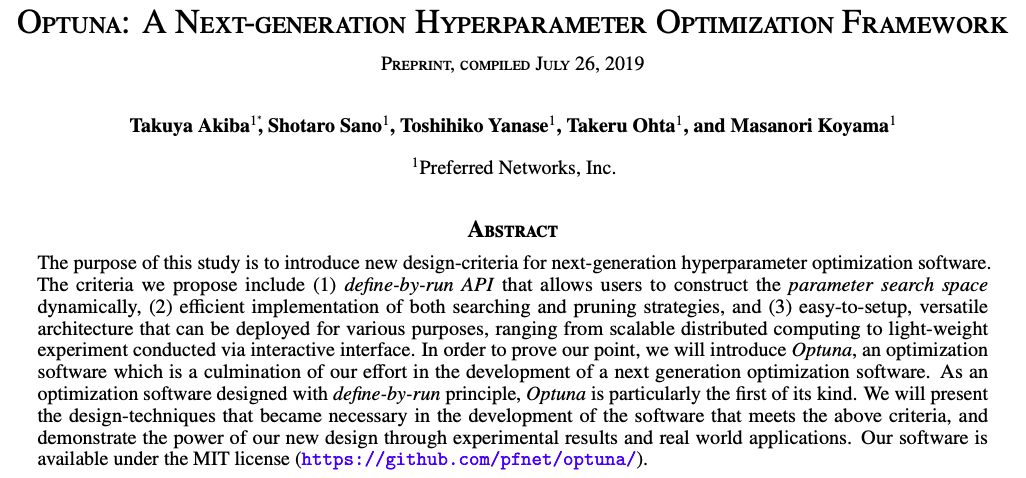 OPTUNA: A NEXT-GENERATION HYPERPARAMETER OPTIMIZATION FRAMEWORK
PREPRINT, COMPILED JULY 26, 2019
Takuya Akiba1*, Shotaro Sano1, Toshihiko Yanase1, Takeru Ohta1, and Masanori Koyama1
1Preferred Networks, Inc.
ABSTRACT
The purpose of this study is to introduce new design-criteria for next-generation hyperparameter optimization software.
The criteria we propose include (1) define-by-run API that allows users to construct the parameter search space
dynamically, (2) efficient implementation of both searching and pruning strategies, and (3) easy-to-setup, versatile
architecture that can be deployed for various purposes, ranging from scalable distributed computing to light-weight
experiment conducted via interactive interface. In order to prove our point, we will introduce Optuna, an optimization
software which is a culmination of our effort in the development of a next generation optimization software. As an
optimization software designed with define-by-run principle, Optuna is particularly the first of its kind. We will present
the design-techniques that became necessary in the development of the software that meets the above criteria, and
demonstrate the power of our new design through experimental results and real world applications. Our software is
available under the MIT license (https://github.com/pfnet/optuna/).